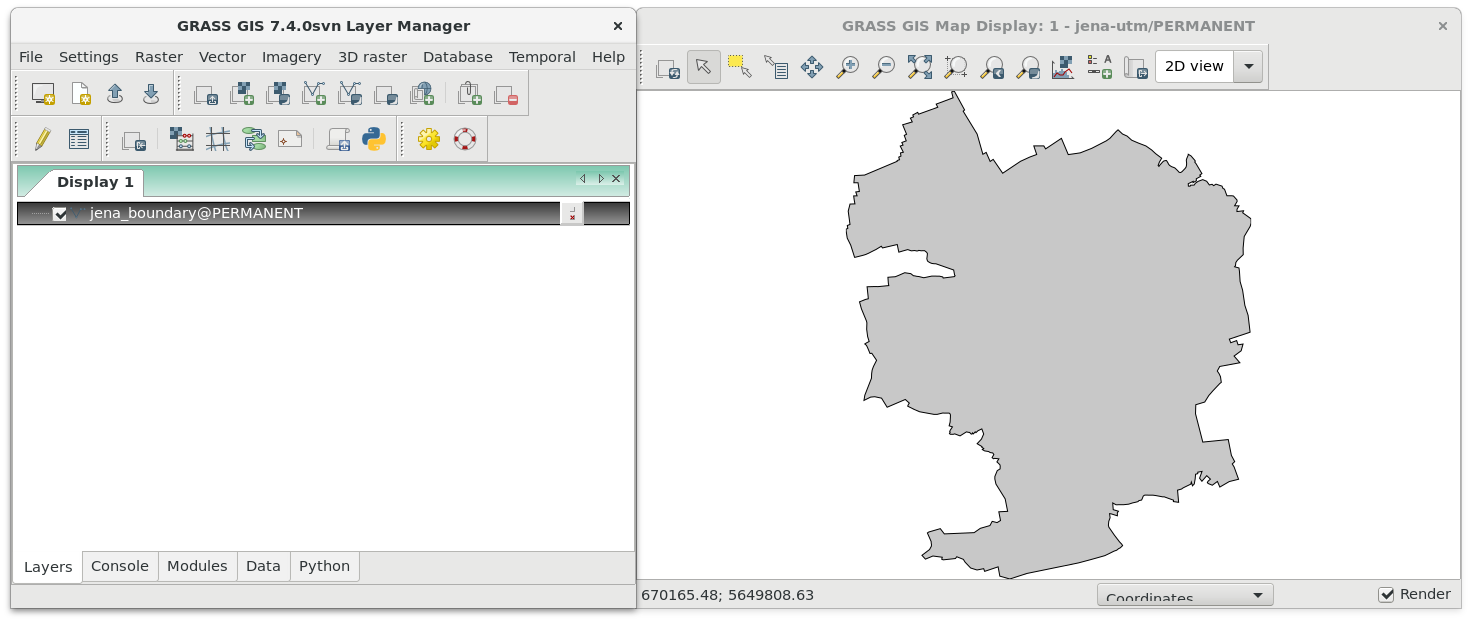 GRASS GIS 7.4.0svn Layer Manager
File Settings Raster Vector Imagery 3D raster Database Temporal Help
Display 1
jena_boundary@PERMANENT
Layers Console Modules Data Python
GRASS GIS Map Display: 1 - jena-utm/PERMANENT
2D view
670165.48; 5649808.63
Coordinates
Render